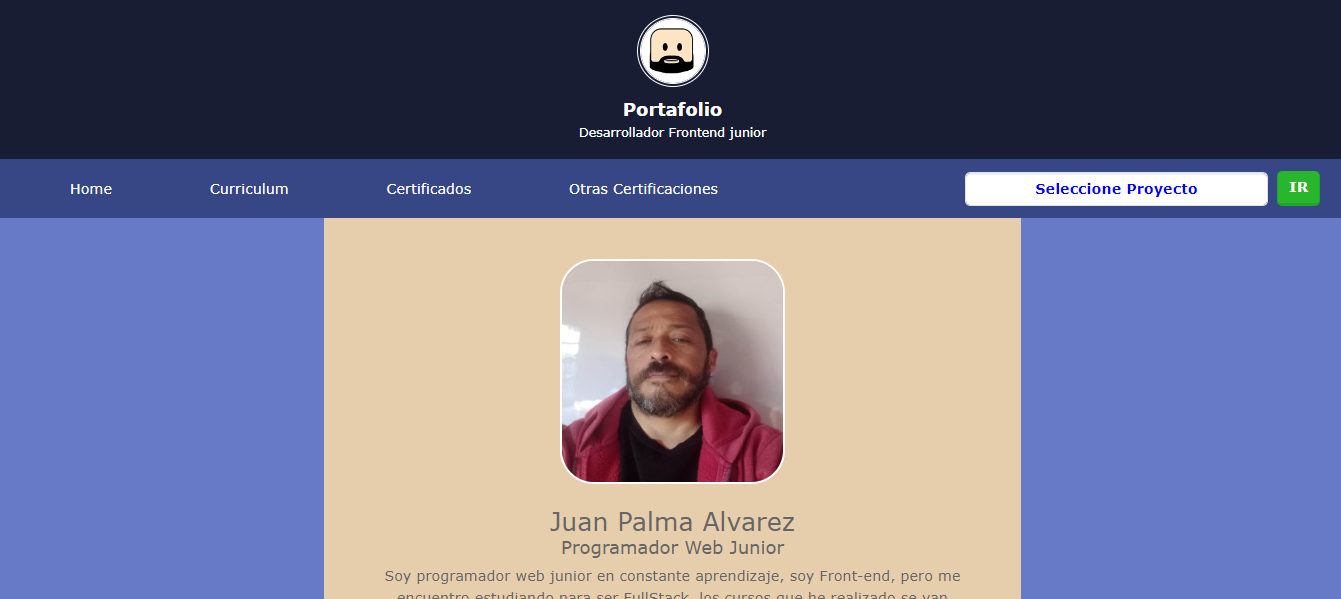 Portafolio
Desarrollador Frontend junior
Home Curriculum Certificados Otras Certificaciones Seleccione Proyecto IR
Juan Palma Alvarez
Programador Web Junior
Soy programador web junior en constante aprendizaje, soy Front-end, pero me
encuentro estudiando para ser FullStack, los cursos que he realizado se van